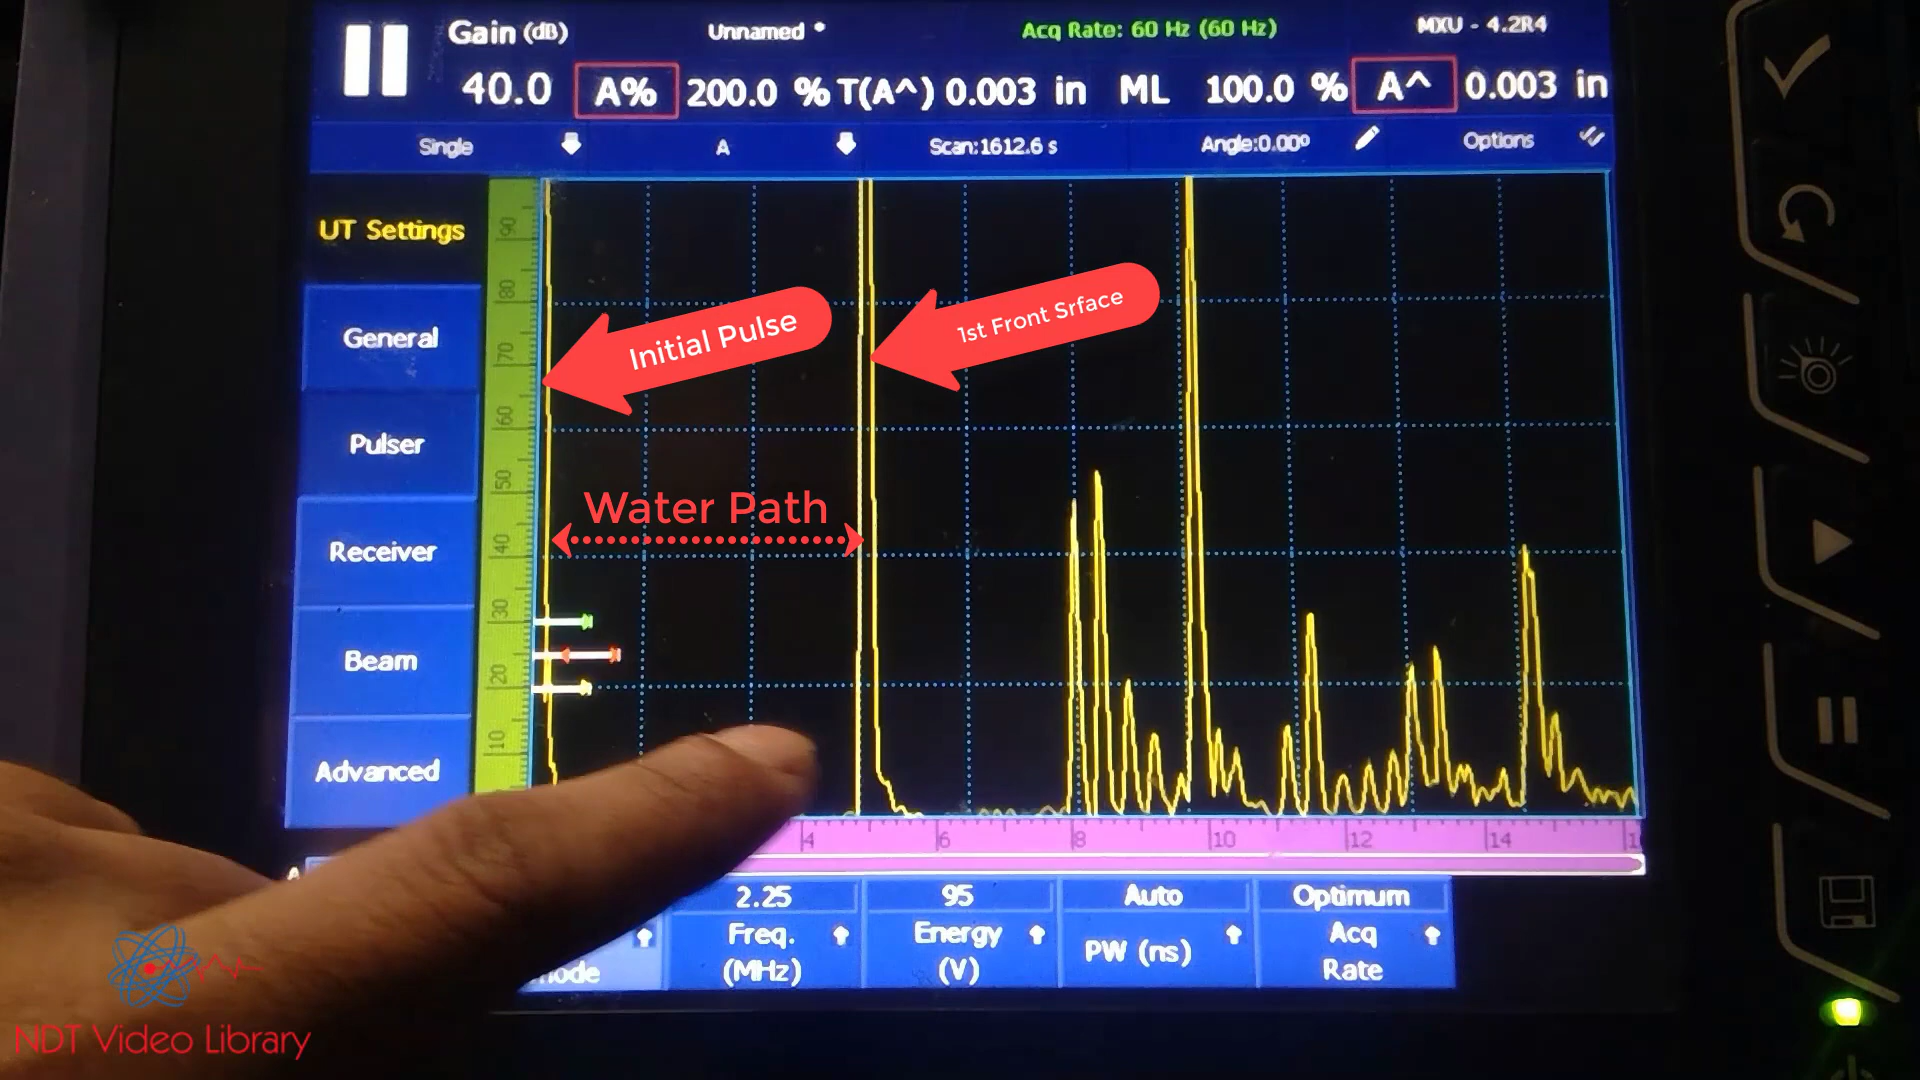 Gain (dB) Unnamed * Acq Rate: 60 Hz (60 Hz) MXU - 4.2R4
40.0 A% 200.0 % T(A^) 0.003 in ML 100.0 % A^ 0.003 in
Single A Scan:1612.6 s Angle:0.00º Options
UT Settings
General
Pulser
Receiver
Beam
Advanced
90
80
70
60
50
40
30
20
10
Initial Pulse
1st Front Srface
Water Path
4 6 8 10 12 14
A
2.25 95 Auto Optimum
Freq. Energy PW (ns) Acq
(MHz) (V) Rate
NDT Video Library